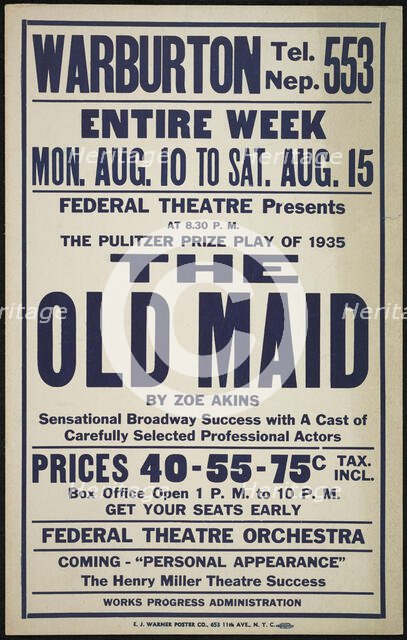 WARBURTON Tel. Nep. 553
ENTIRE WEEK
MON. AUG. 10 TO SAT. AUG. 15
FEDERAL THEATRE Presents
AT 8.30 P. M.
THE PULITZER PRIZE PLAY OF 1935
THE
OLD MAID
BY ZOE AKINS
Sensational Broadway Success with A Cast of
Carefully Selected Professional Actors
PRICES 40-55-75c TAX. INCL.
Box Office Open 1 P. M. to 10 P. M.
GET YOUR SEATS EARLY
FEDERAL THEATRE ORCHESTRA
COMING - "PERSONAL APPEARANCE"
The Henry Miller Theatre Success
WORKS PROGRESS ADMINISTRATION
E. J. WARNER POSTER CO., 653 11th AVE., N. Y. C.